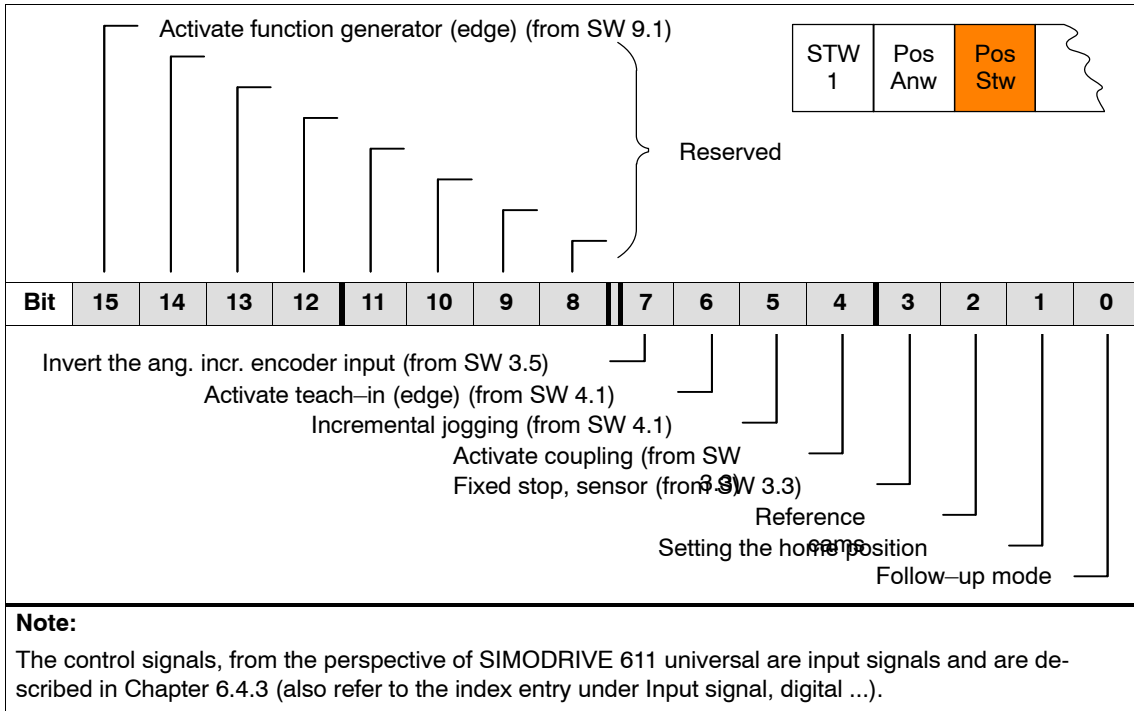 Activate function generator (edge) (from SW 9.1)
STW
1
Pos
Anw
Pos
Stw
Reserved
Bit 15 14 13 12 11 10 9 8 7 6 5 4 3 2 1 0
Invert the ang. incr. encoder input (from SW 3.5)
Activate teach–in (edge) (from SW 4.1)
Incremental jogging (from SW 4.1)
Activate coupling (from SW
3.3)
Fixed stop, sensor (from SW 3.3)
Reference
cams
Setting the home position
Follow–up mode
Note:
The control signals, from the perspective of SIMODRIVE 611 universal are input signals and are de-
scribed in Chapter 6.4.3 (also refer to the index entry under Input signal, digital ...).